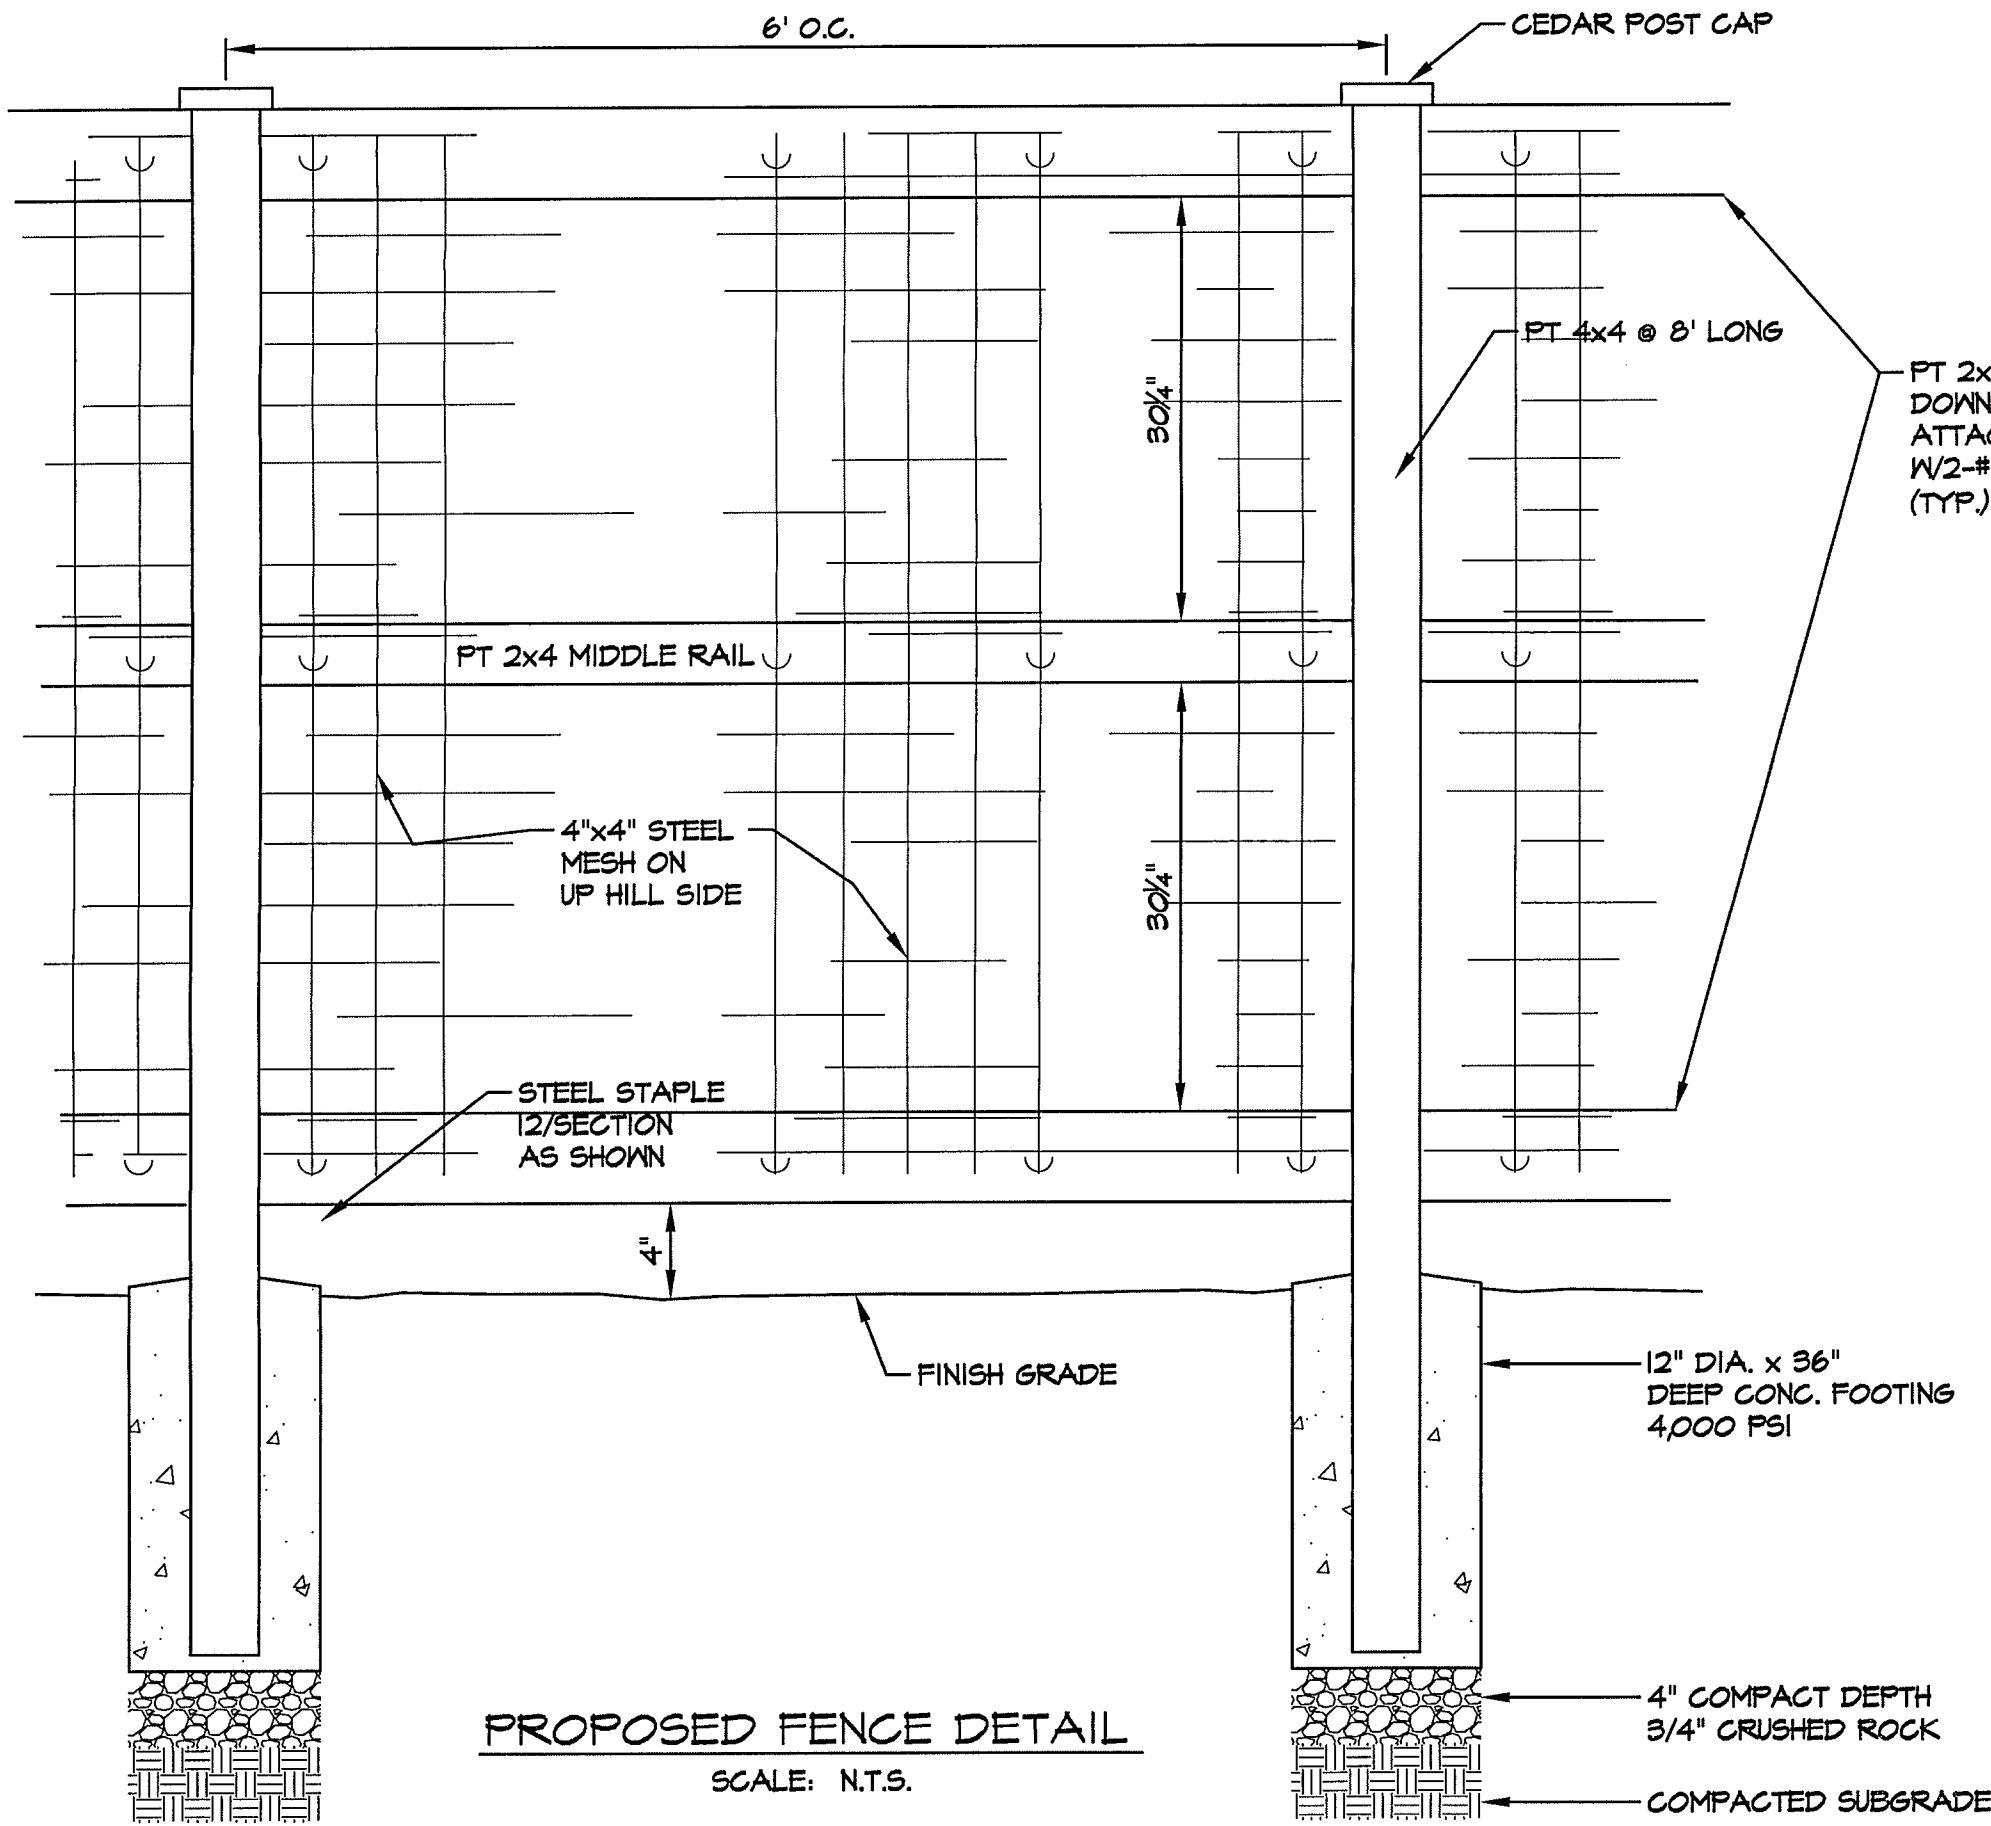 6' O.C.
CEDAR POST CAP
PT 4x4 @ 8' LONG
30¼"
PT 2x
DOWN
W/2-#
(TYP.)
PT 2x4 MIDDLE RAIL
4"x4" STEEL
MESH ON
UP HILL SIDE
30¼"
STEEL STAPLE
12/SECTION
AS SHOWN
4"
FINISH GRADE
12" DIA. x 36"
DEEP CONC. FOOTING
4,000 PSI
4" COMPACT DEPTH
3/4" CRUSHED ROCK
COMPACTED SUBGRADE
PROPOSED FENCE DETAIL
SCALE: N.T.S.